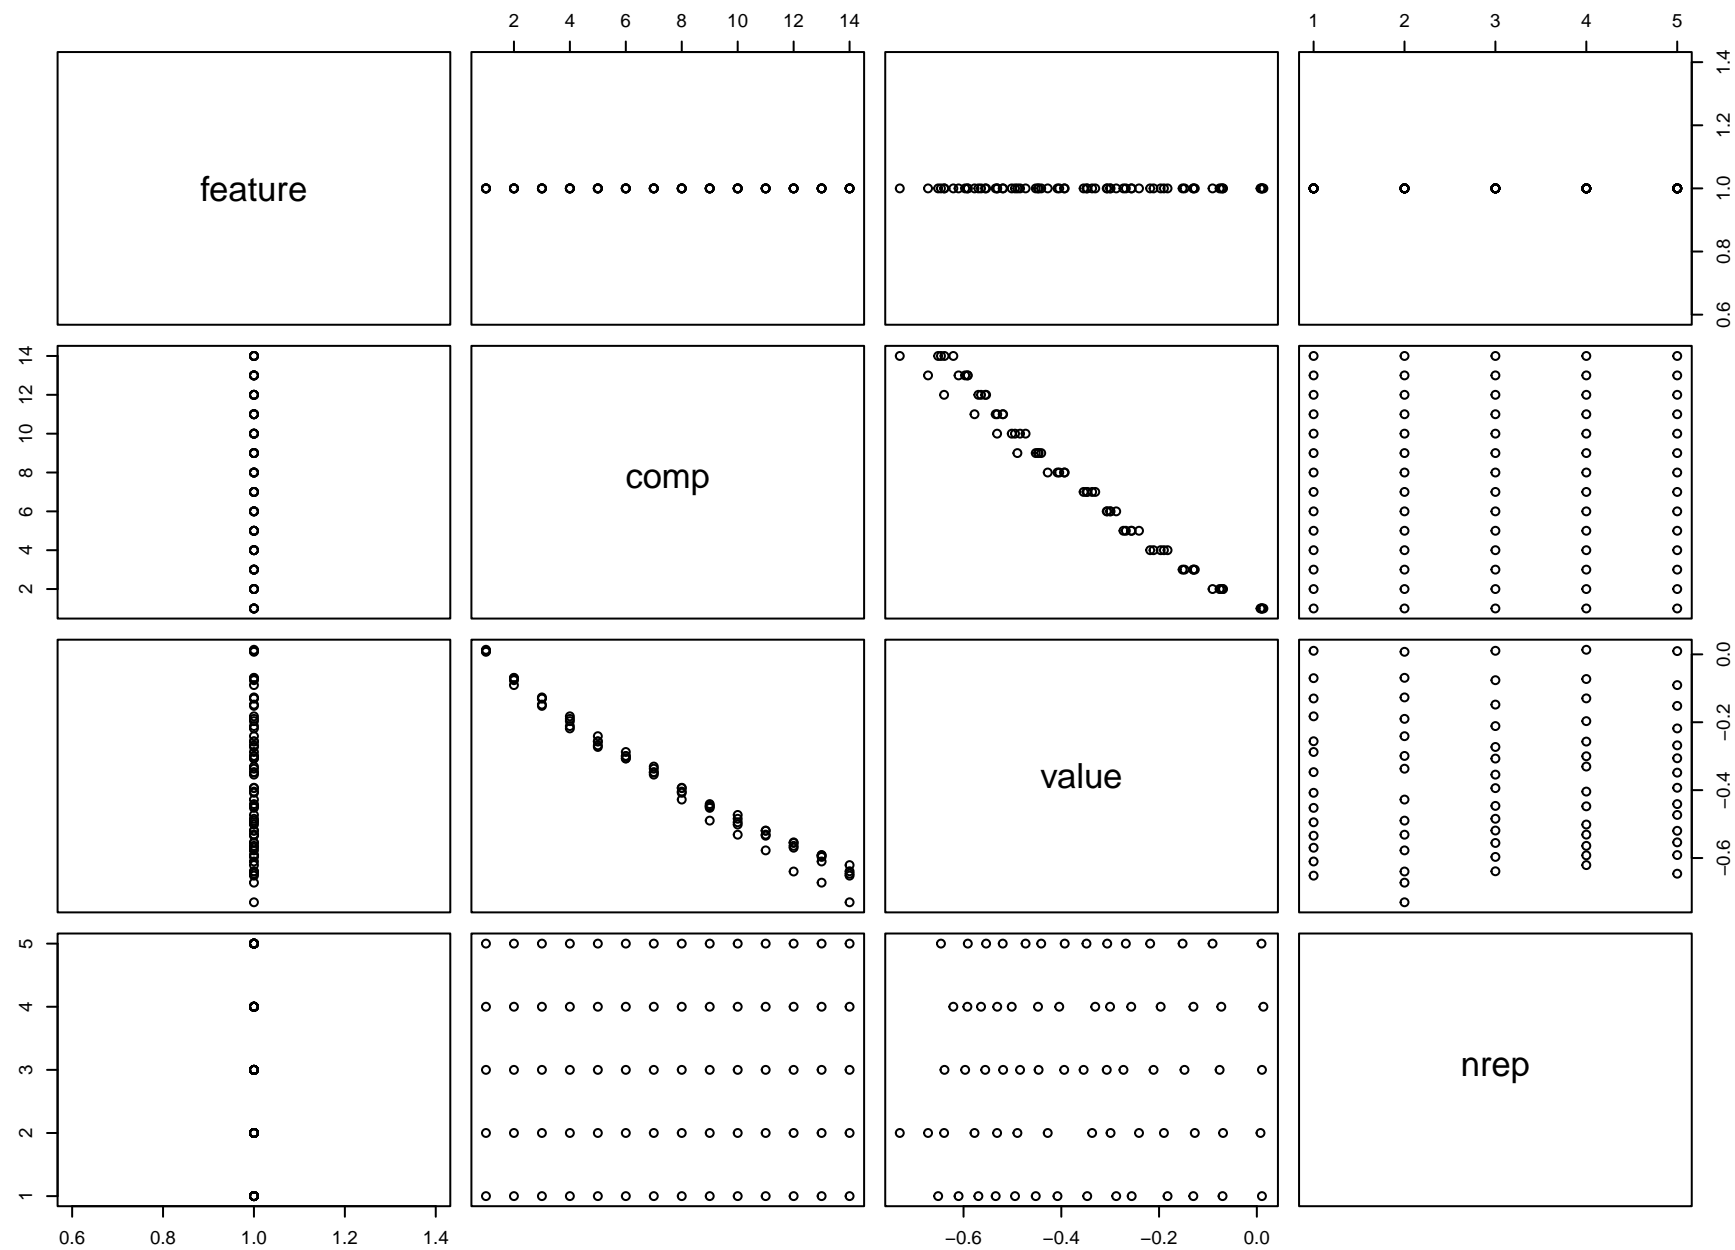 2 4 6 8 10 12 14 1 2 3 4 5
feature
0.6 0.8 1.0 1.2 1.4
2 4 6 8 10 12 14
comp
value
−0.6 −0.4 −0.2 0.0
1 2 3 4 5
nrep
0.6 0.8 1.0 1.2 1.4 −0.6 −0.4 −0.2 0.0